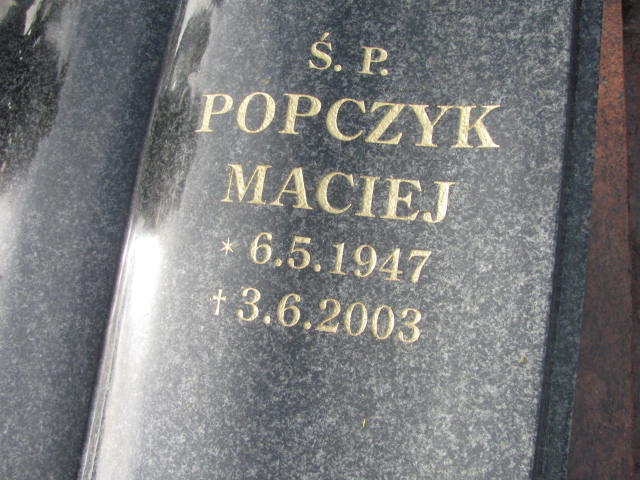 Ś. P.
POPCZYK
MACIEJ
* 6.5.1947
† 3.6.2003